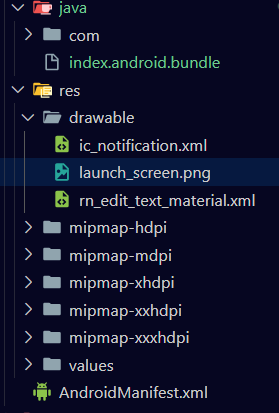 java
com
index.android.bundle
res
drawable
ic_notification.xml
launch_screen.png
rn_edit_text_material.xml
mipmap-hdpi
mipmap-mdpi
mipmap-xhdpi
mipmap-xxhdpi
mipmap-xxxhdpi
values
AndroidManifest.xml